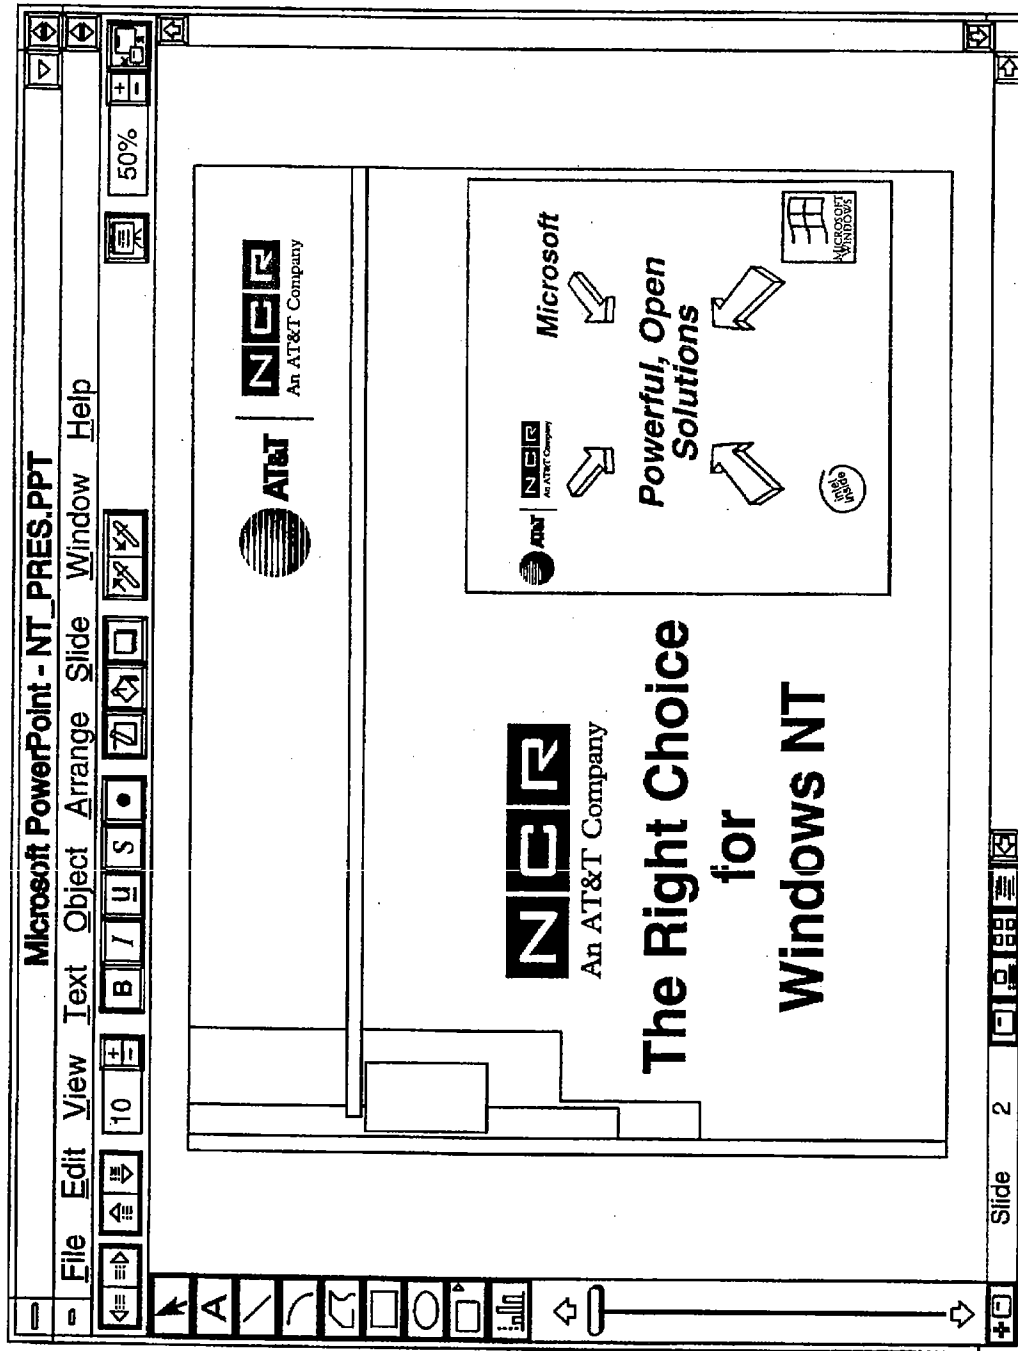 Microsoft PowerPoint - NT_PRES.PPT
File Edit View Text Object Arrange Slide Window Help
10 B I U S 50%
A
AT&T NCR
An AT&T Company
NCR
An AT&T Company
The Right Choice
for
Windows NT
AT&T NCR
An AT&T Company
Microsoft
Powerful, Open
Solutions
intel
inside
MICROSOFT
WINDOWS
Slide 2